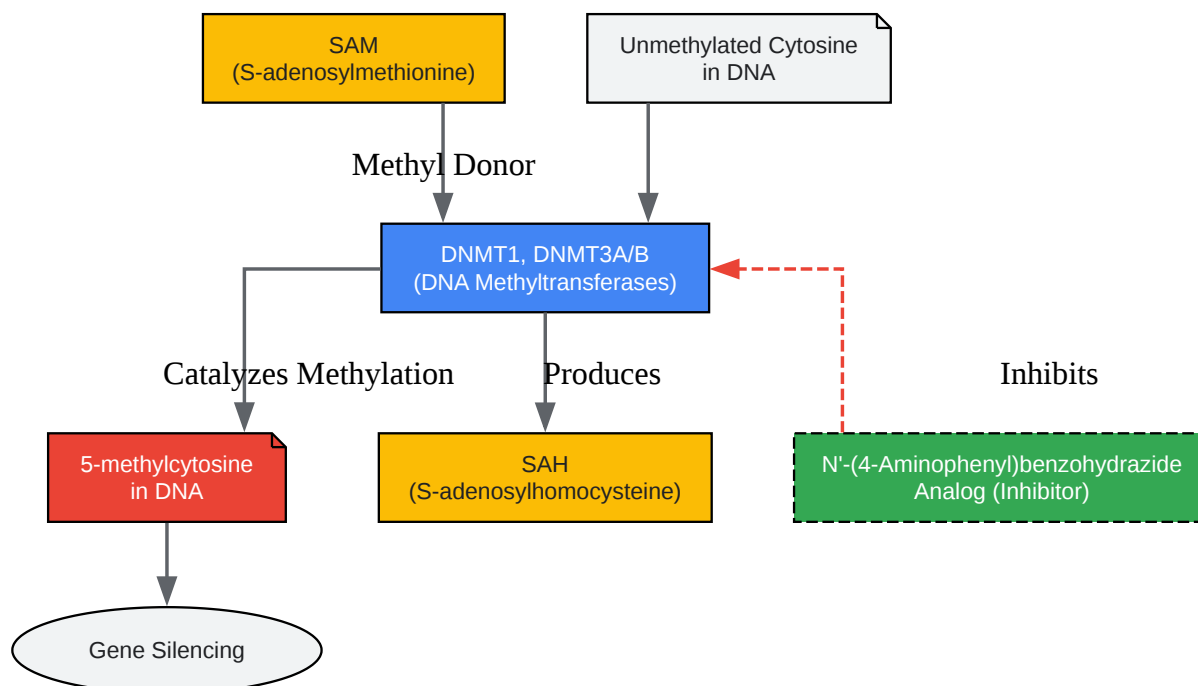 SAM
(S-adenosylmethionine)
Unmethylated Cytosine
in DNA
Methyl Donor
DNMT1, DNMT3A/B
(DNA Methyltransferases)
Catalyzes Methylation
Produces
Inhibits
5-methylcytosine
in DNA
SAH
(S-adenosylhomocysteine)
N'-(4-Aminophenyl)benzohydrazide
Analog (Inhibitor)
Gene Silencing